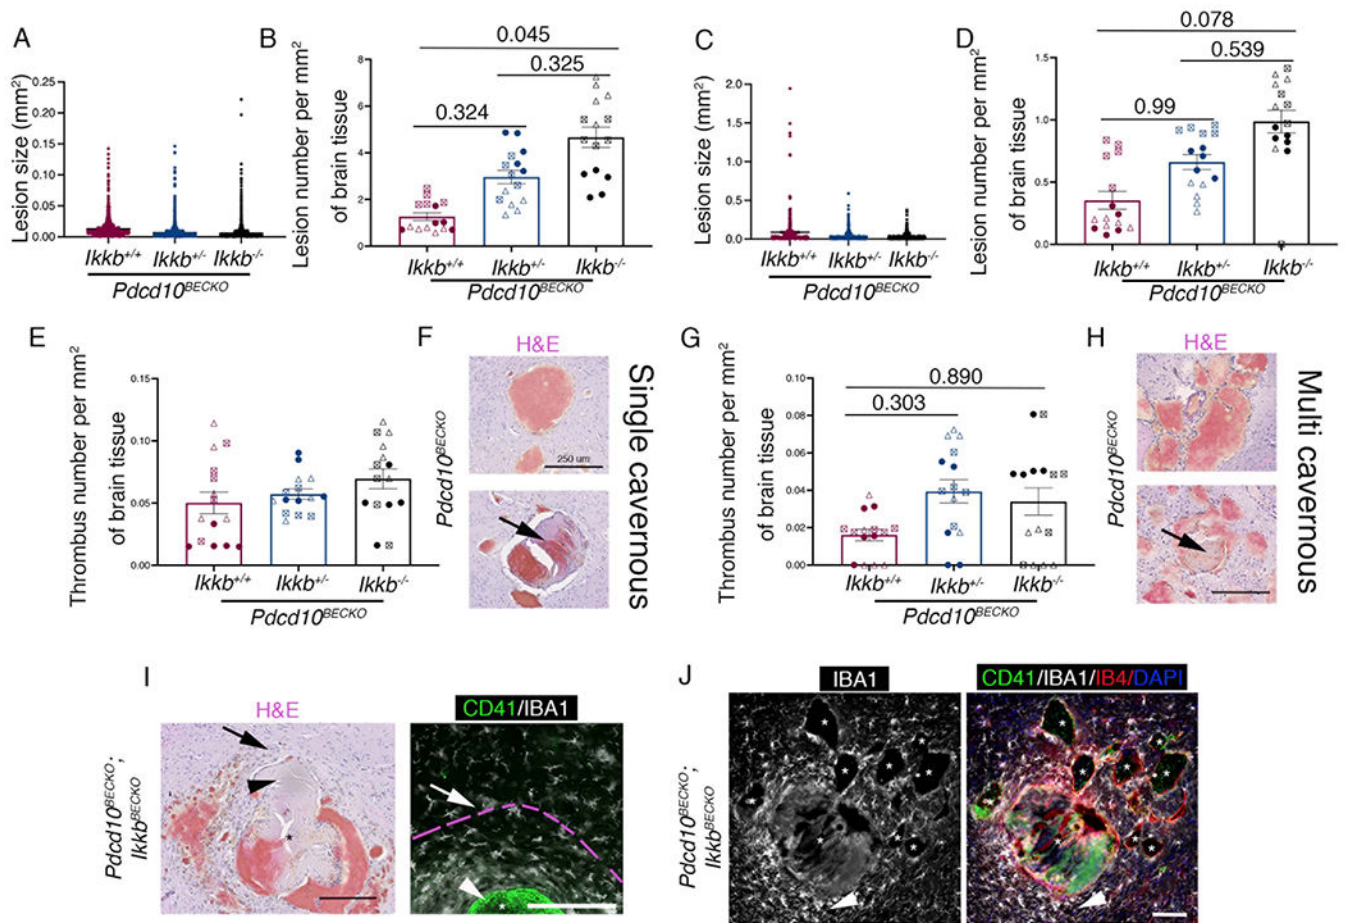 A
Lesion size (mm²)
0.25
0.20
0.15
0.10
0.05
0.00
Ikkb+/+ Ikkb+/- Ikkb-/-
Pdcd10BECKO
B
Lesion number per mm²
of brain tissue
8
6
4
2
0
0.045
0.325
0.324
Ikkb+/+ Ikkb+/- Ikkb-/-
Pdcd10BECKO
C
Lesion size (mm²)
2.0
1.5
1.0
0.5
0.0
Ikkb+/+ Ikkb+/- Ikkb-/-
Pdcd10BECKO
D
Lesion number per mm²
of brain tissue
1.5
1.0
0.5
0.0
0.078
0.539
0.99
Ikkb+/+ Ikkb+/- Ikkb-/-
Pdcd10BECKO
E
Thrombus number per mm²
of brain tissue
0.15
0.10
0.05
0.00
Ikkb+/+ Ikkb+/- Ikkb-/-
Pdcd10BECKO
F
H&E
Pdcd10BECKO
250 um
Single cavernous
G
Thrombus number per mm²
of brain tissue
0.10
0.08
0.06
0.04
0.02
0.00
0.890
0.303
Ikkb+/+ Ikkb+/- Ikkb-/-
Pdcd10BECKO
H
H&E
Pdcd10BECKO
Multi cavernous
I
H&E
CD41/IBA1
Pdcd10BECKO;
IkkbBECKO
J
IBA1
CD41/IBA1/IB4/DAPI
Pdcd10BECKO;
IkkbBECKO